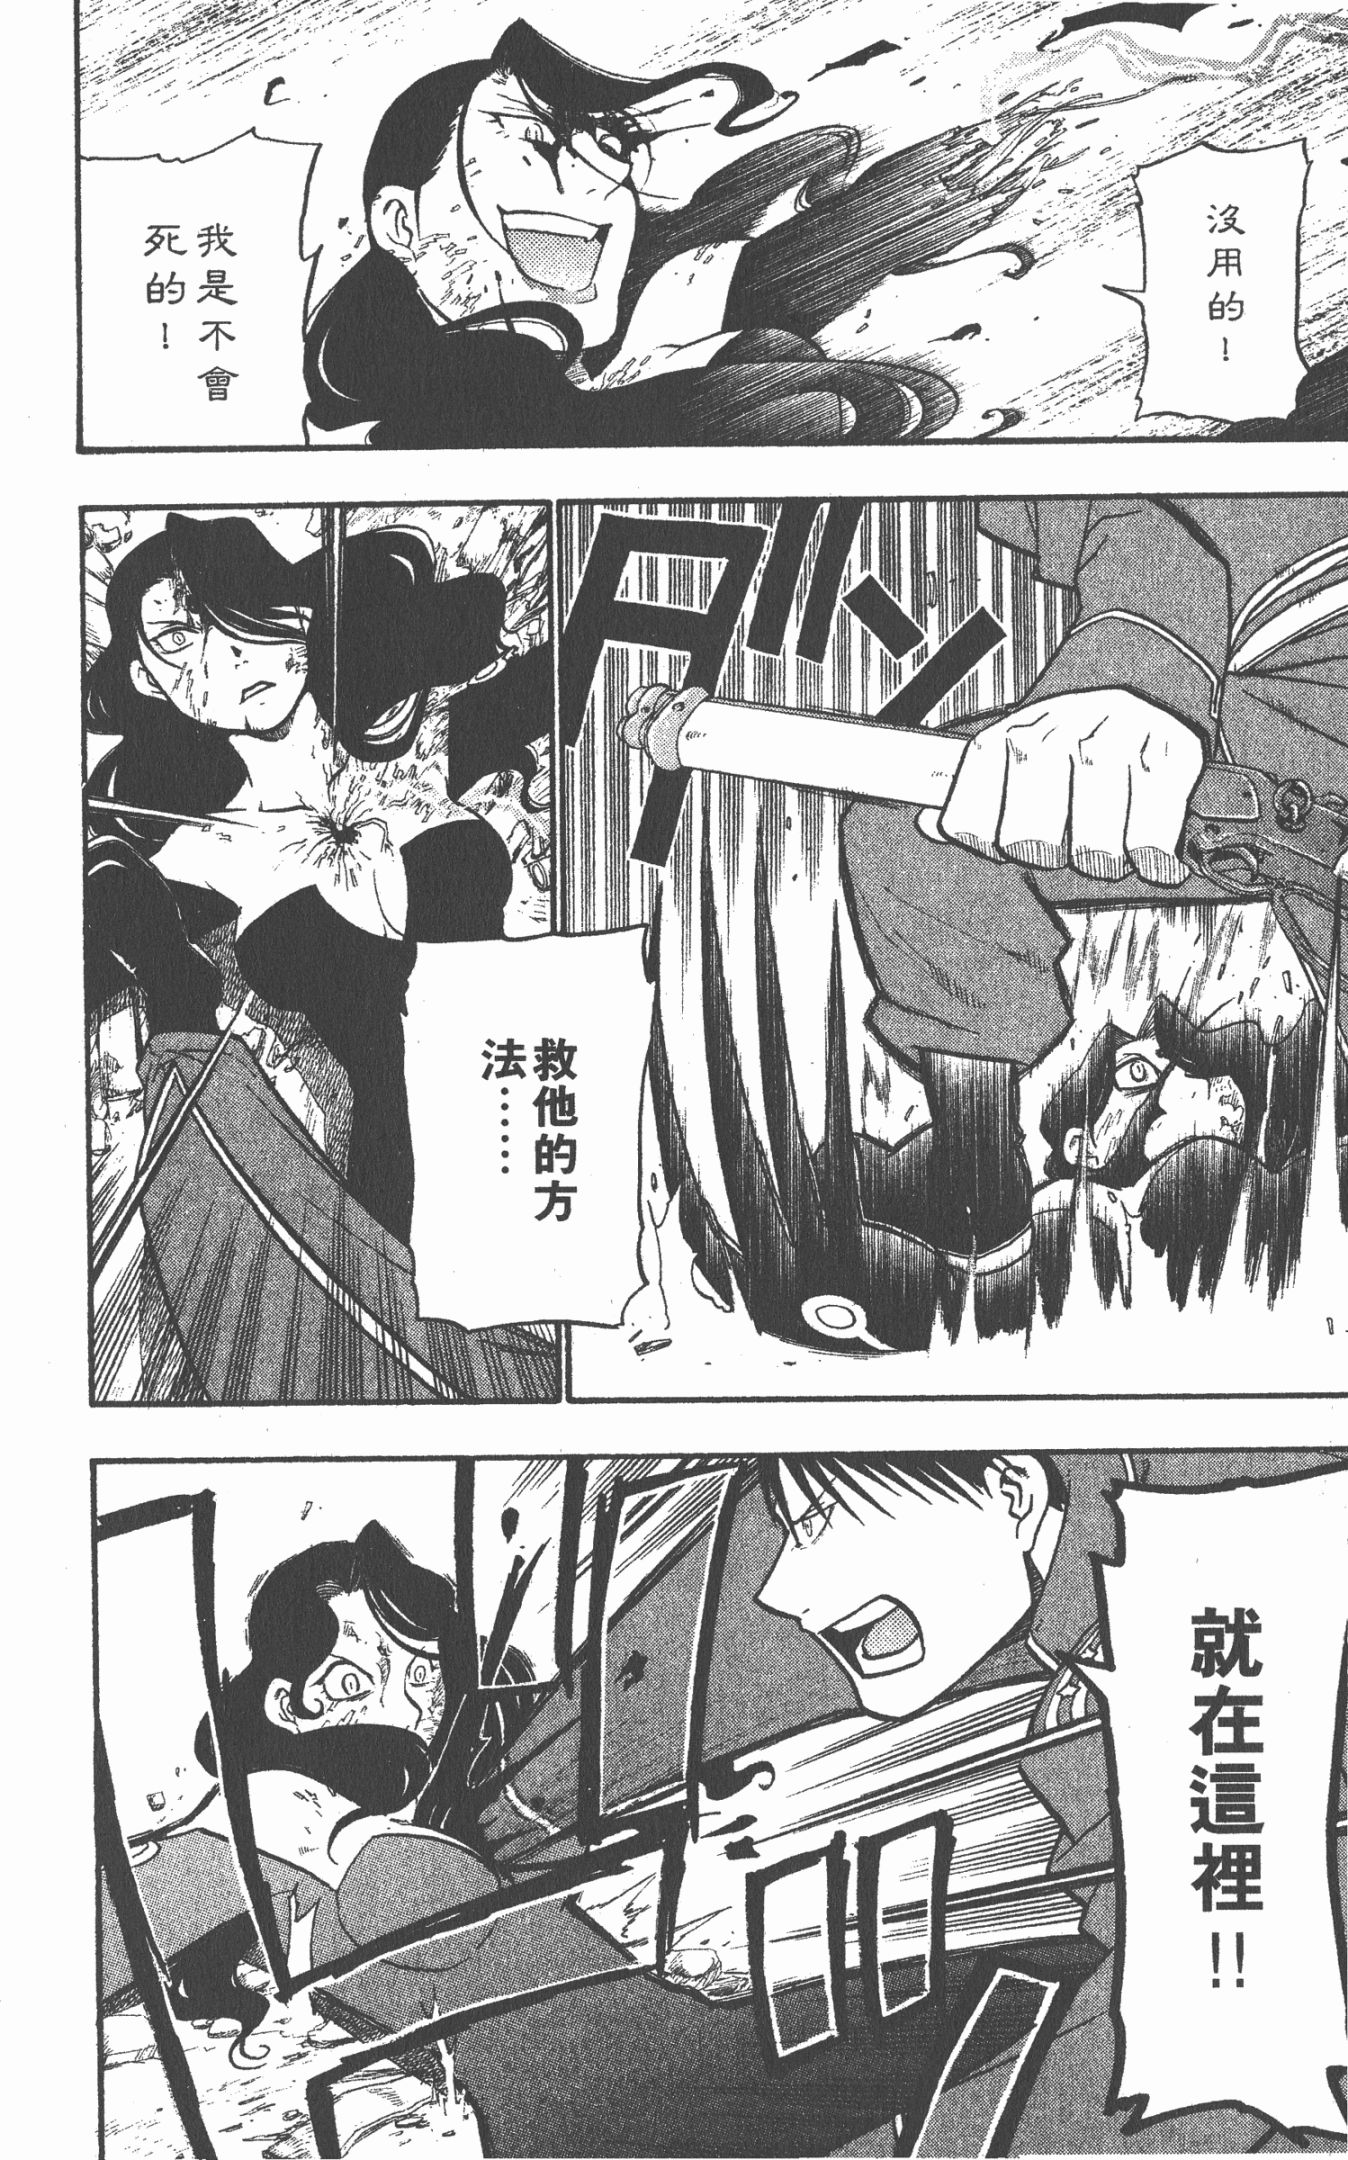 沒用的！
我是不會
死的！
ダンッ
救他的方
法……
就在這裡!!